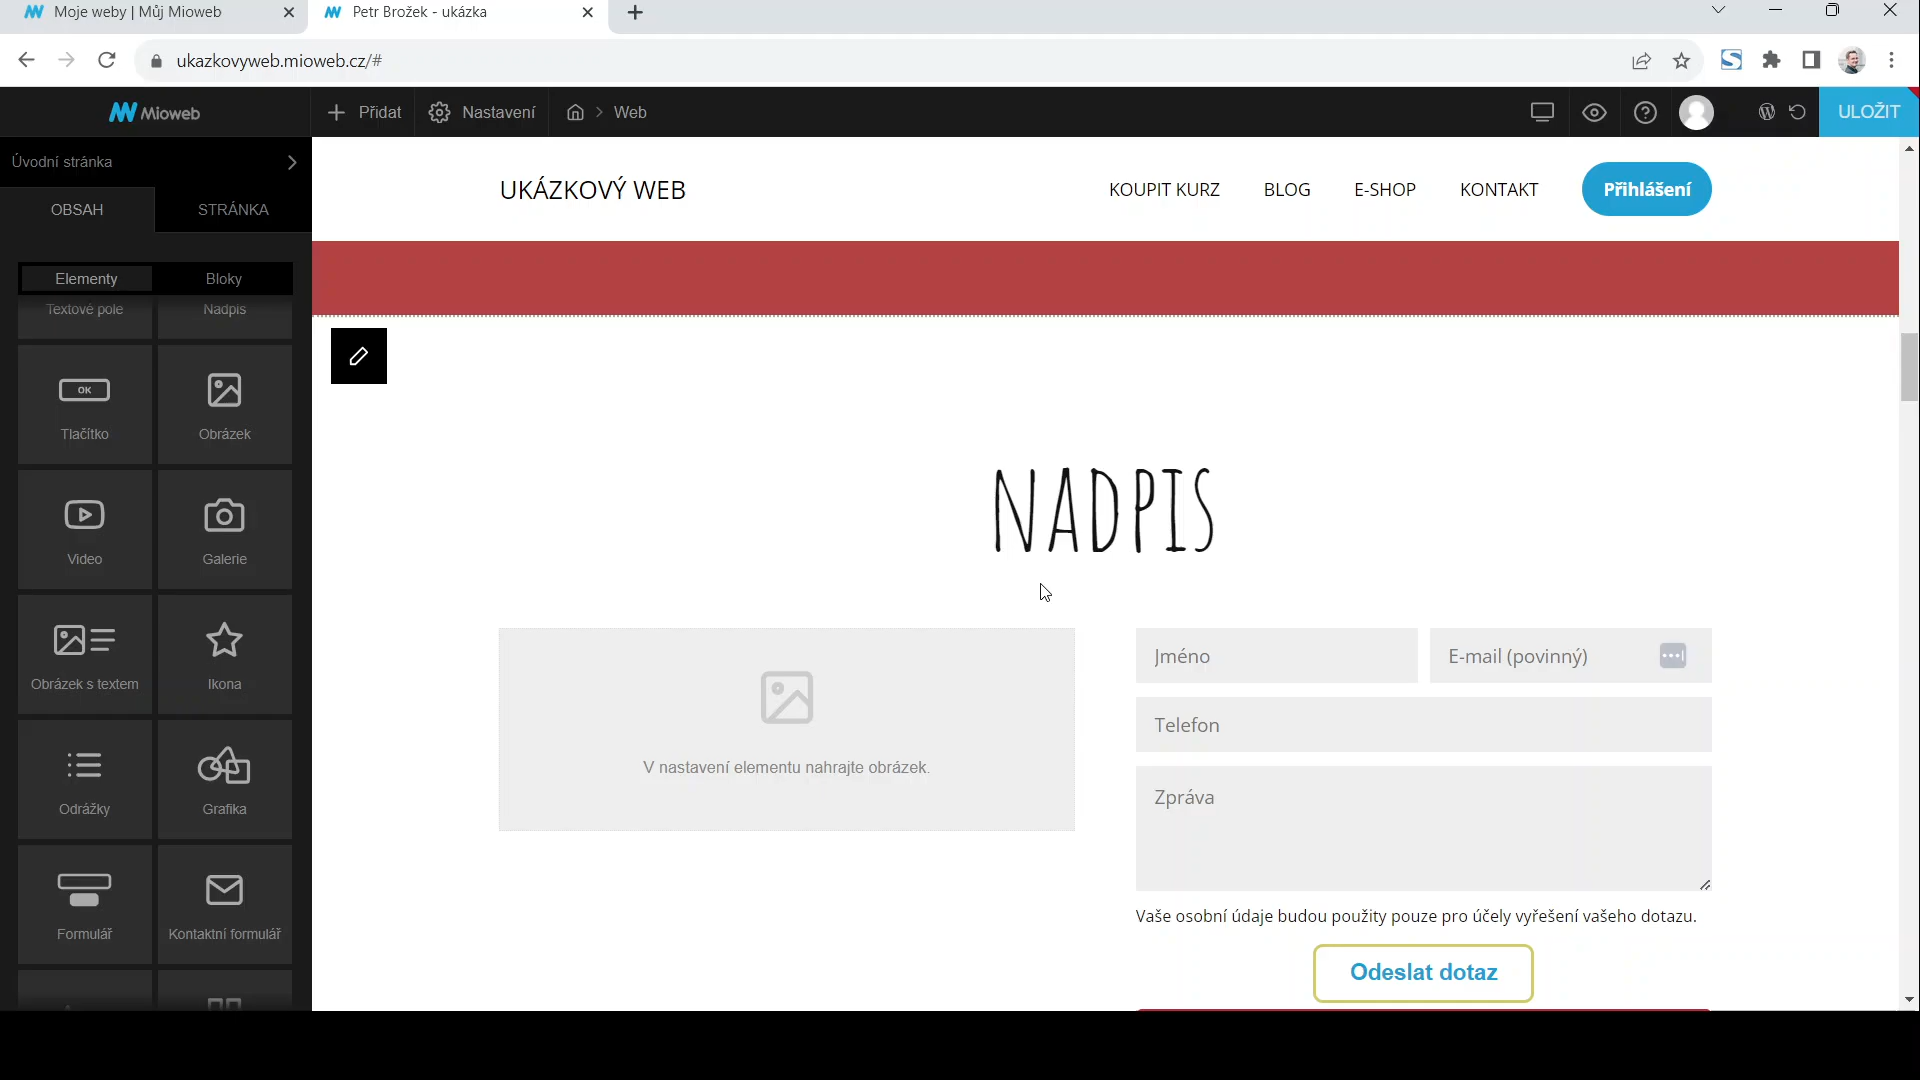 Moje weby | Můj Mioweb
Petr Brožek - ukázka
ukazkovyweb.mioweb.cz/#
Mioweb
Přidat
Nastavení
Web
ULOŽIT
Úvodní stránka
OBSAH
STRÁNKA
Elementy
Bloky
Textové pole
Nadpis
OK
Tlačítko
Obrázek
Video
Galerie
Obrázek s textem
Ikona
Odrážky
Grafika
Formulář
Kontaktní formulář
UKÁZKOVÝ WEB
KOUPIT KURZ
BLOG
E-SHOP
KONTAKT
Přihlášení
NADPIS
V nastavení elementu nahrajte obrázek.
Jméno
E-mail (povinný)
Telefon
Zpráva
Vaše osobní údaje budou použity pouze pro účely vyřešení vašeho dotazu.
Odeslat dotaz